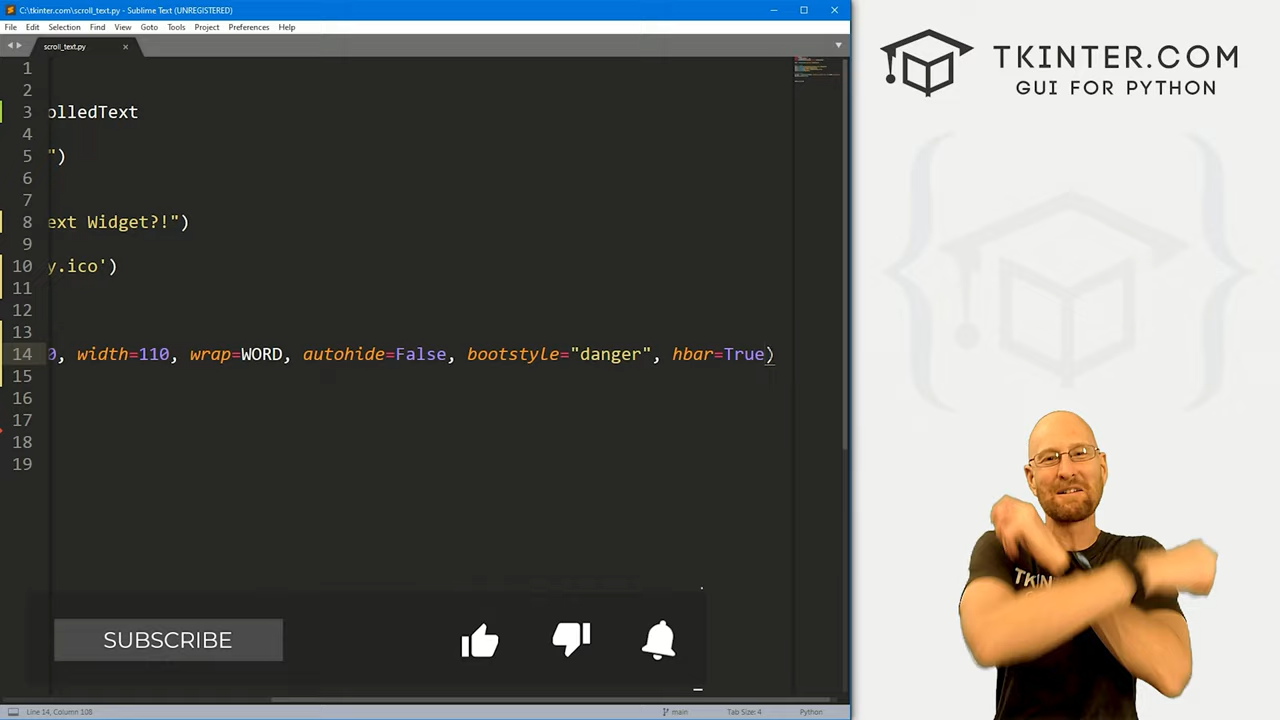 C:\tkinter.com\scroll_text.py - Sublime Text (UNREGISTERED)
File Edit Selection Find View Goto Tools Project Preferences Help
scroll_text.py
1
2
3 olledText
4
5 ")
6
7
8 ext Widget?!")
9
10 y.ico')
11
12
13
14 0, width=110, wrap=WORD, autohide=False, bootstyle="danger", hbar=True)
15
16
17
18
19
SUBSCRIBE
Line 14, Column 108
main
Tab Size: 4
Python
TKINTER.COM
GUI FOR PYTHON